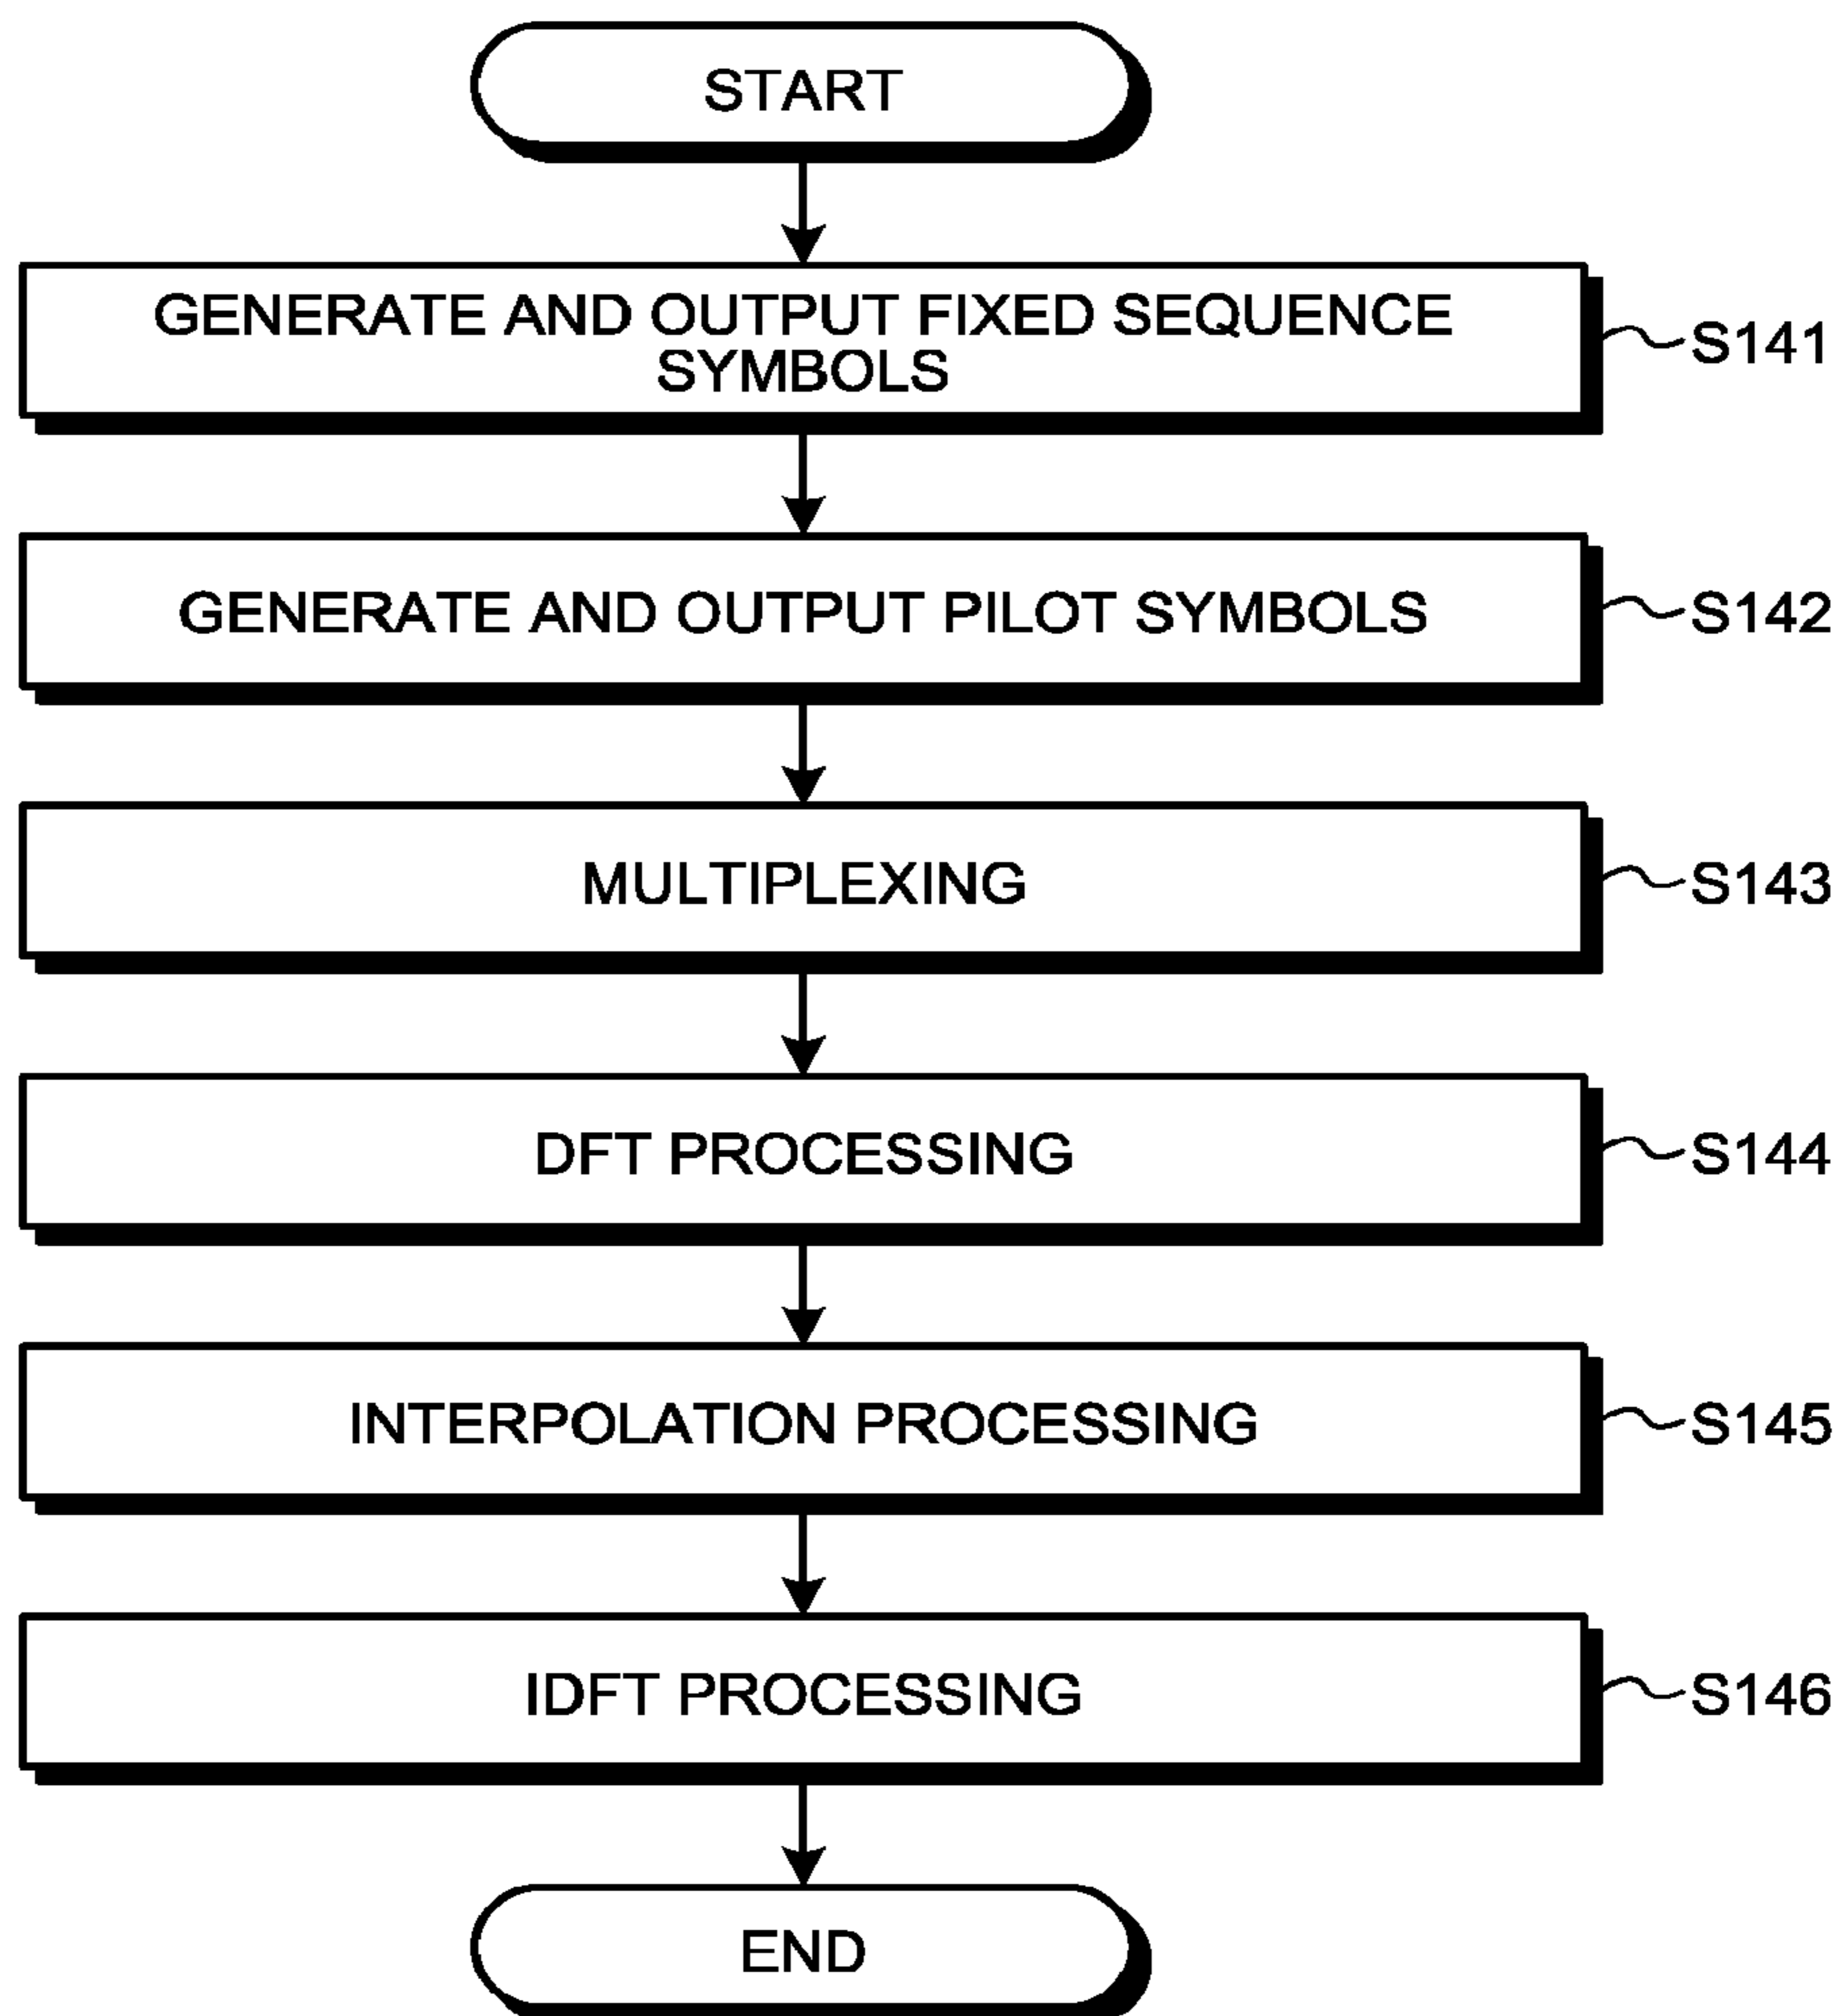 START
GENERATE AND OUTPUT FIXED SEQUENCE
SYMBOLS
S141
GENERATE AND OUTPUT PILOT SYMBOLS
S142
MULTIPLEXING
S143
DFT PROCESSING
S144
INTERPOLATION PROCESSING
S145
IDFT PROCESSING
S146
END